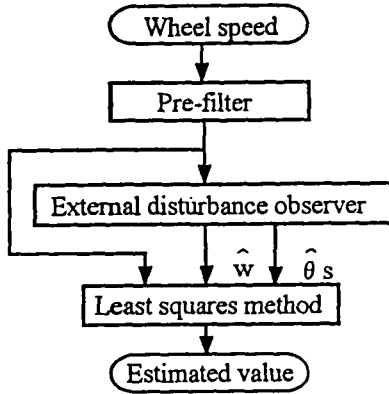 Wheel speed
Pre-filter
External disturbance observer
ŵ θ̂ s
Least squares method
Estimated value